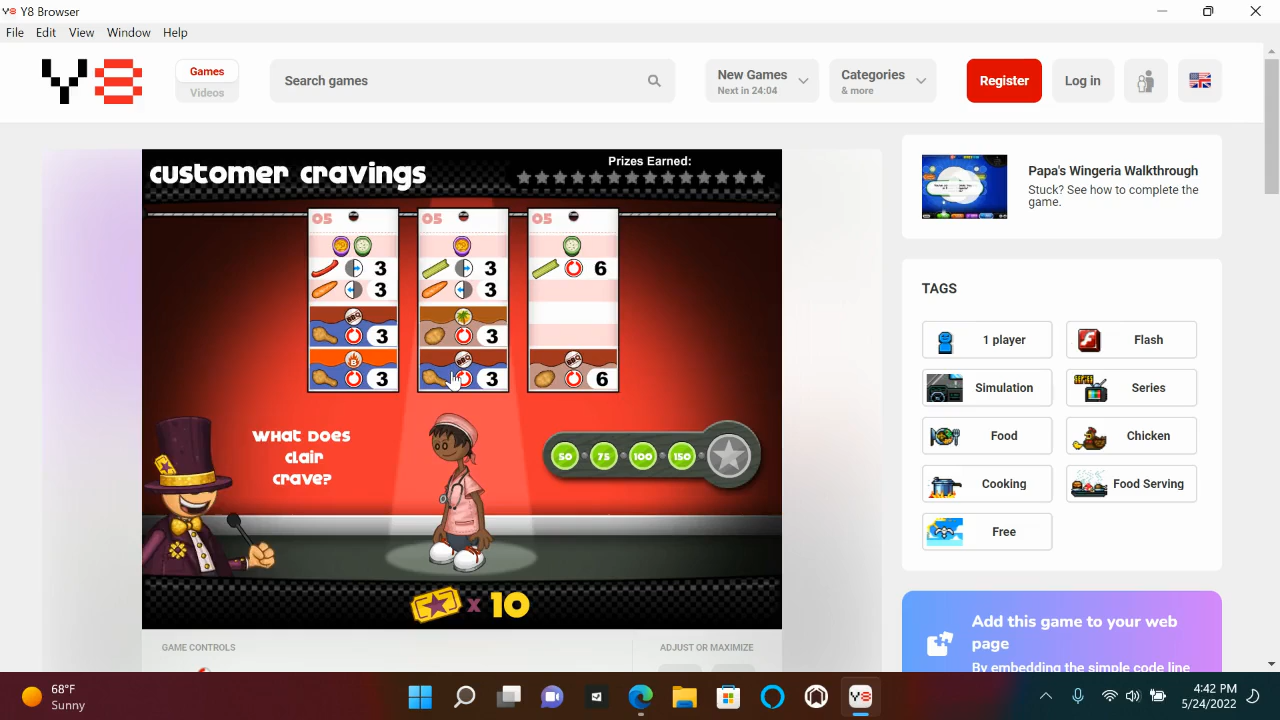 Y8 Browser
File Edit View Window Help
Y8
Games
Videos
Search games
New Games
Next in 24:04
Categories
& more
Register
Log in
customer cravings
Prizes Earned:
05 05 05
3 3 6
3 3
BBQ
3 3
B BBQ BBQ
3 3 6
What does
clair
crave?
50 75 100 150
x 10
Papa's Wingeria Walkthrough
Stuck? See how to complete the
game.
TAGS
1 player
Flash
Simulation
Series
Food
Chicken
Cooking
Food Serving
Free
Add this game to your web
page
By embedding the simple code line
GAME CONTROLS
ADJUST OR MAXIMIZE
68°F
Sunny
Y8
4:42 PM
5/24/2022